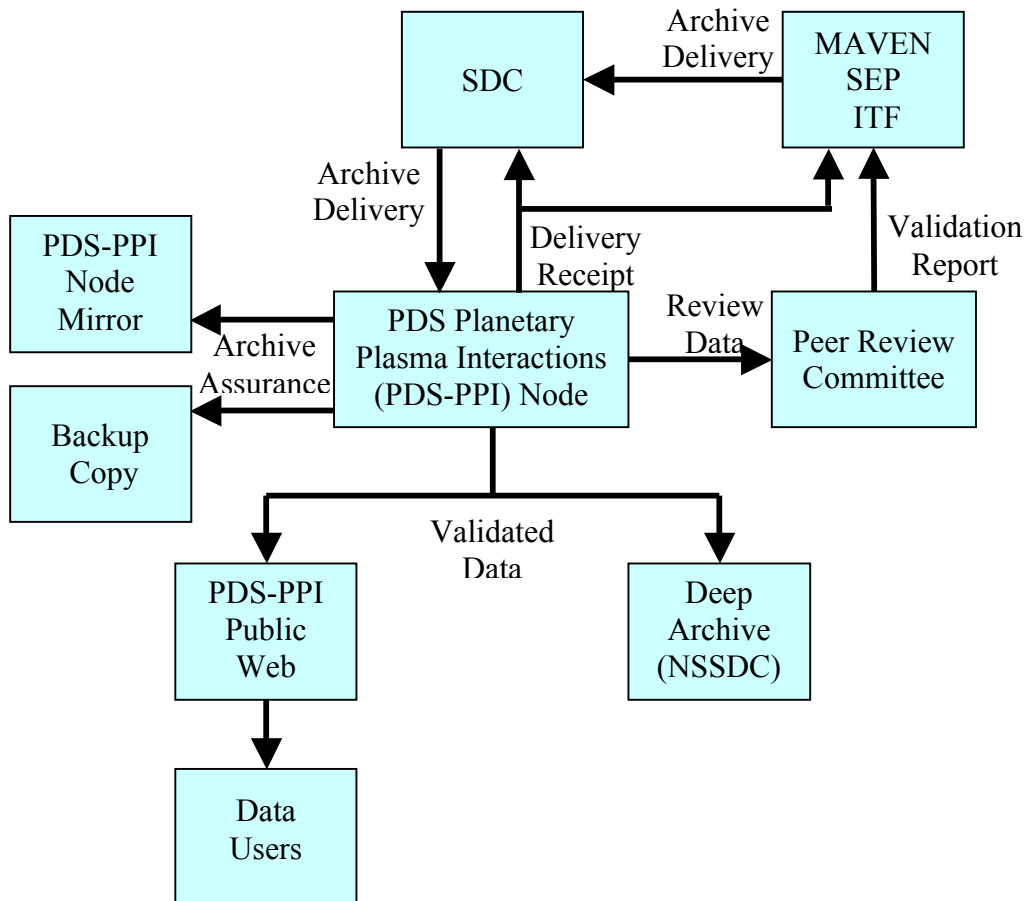 SDC
Archive
Delivery
MAVEN
SEP
ITF
Archive
Delivery
Delivery
Receipt
Validation
Report
PDS-PPI
Node
Mirror
Archive
Assurance
PDS Planetary
Plasma Interactions
(PDS-PPI) Node
Review
Data
Peer Review
Committee
Backup
Copy
Validated
Data
PDS-PPI
Public
Web
Deep
Archive
(NSSDC)
Data
Users